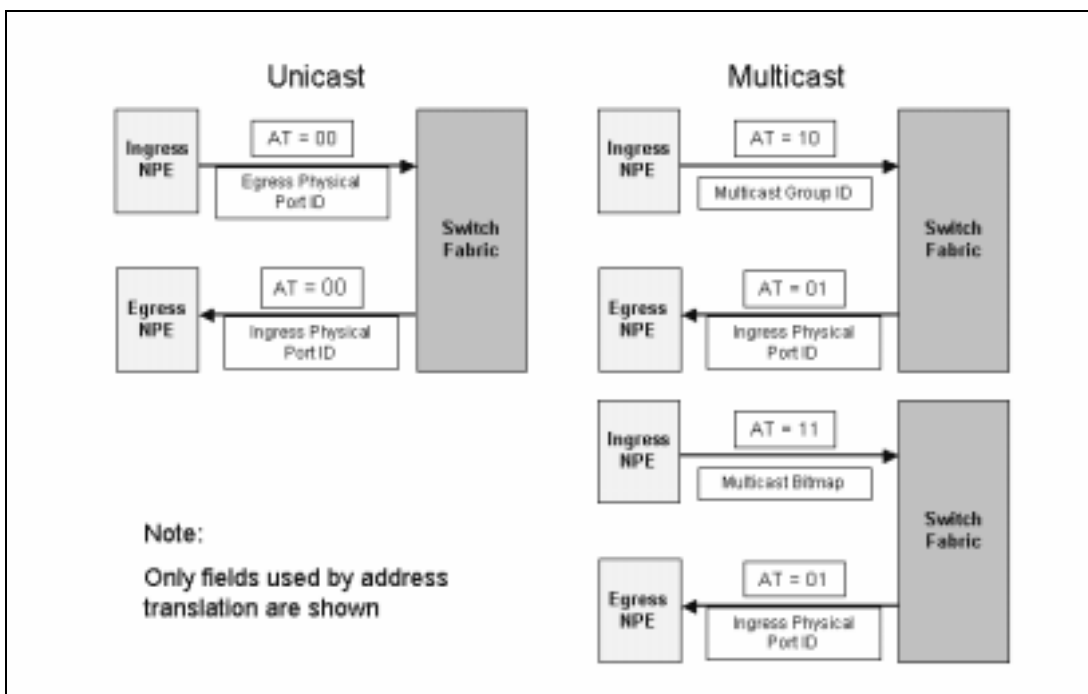 Unicast
Ingress
NPE
AT = 00
Egress Physical
Port ID
Switch
Fabric
Egress
NPE
AT = 00
Ingress Physical
Port ID
Multicast
Ingress
NPE
AT = 10
Multicast Group ID
Switch
Fabric
Egress
NPE
AT = 01
Ingress Physical
Port ID
Ingress
NPE
AT = 11
Multicast Bitmap
Switch
Fabric
Egress
NPE
AT = 01
Ingress Physical
Port ID
Note:
Only fields used by address
translation are shown